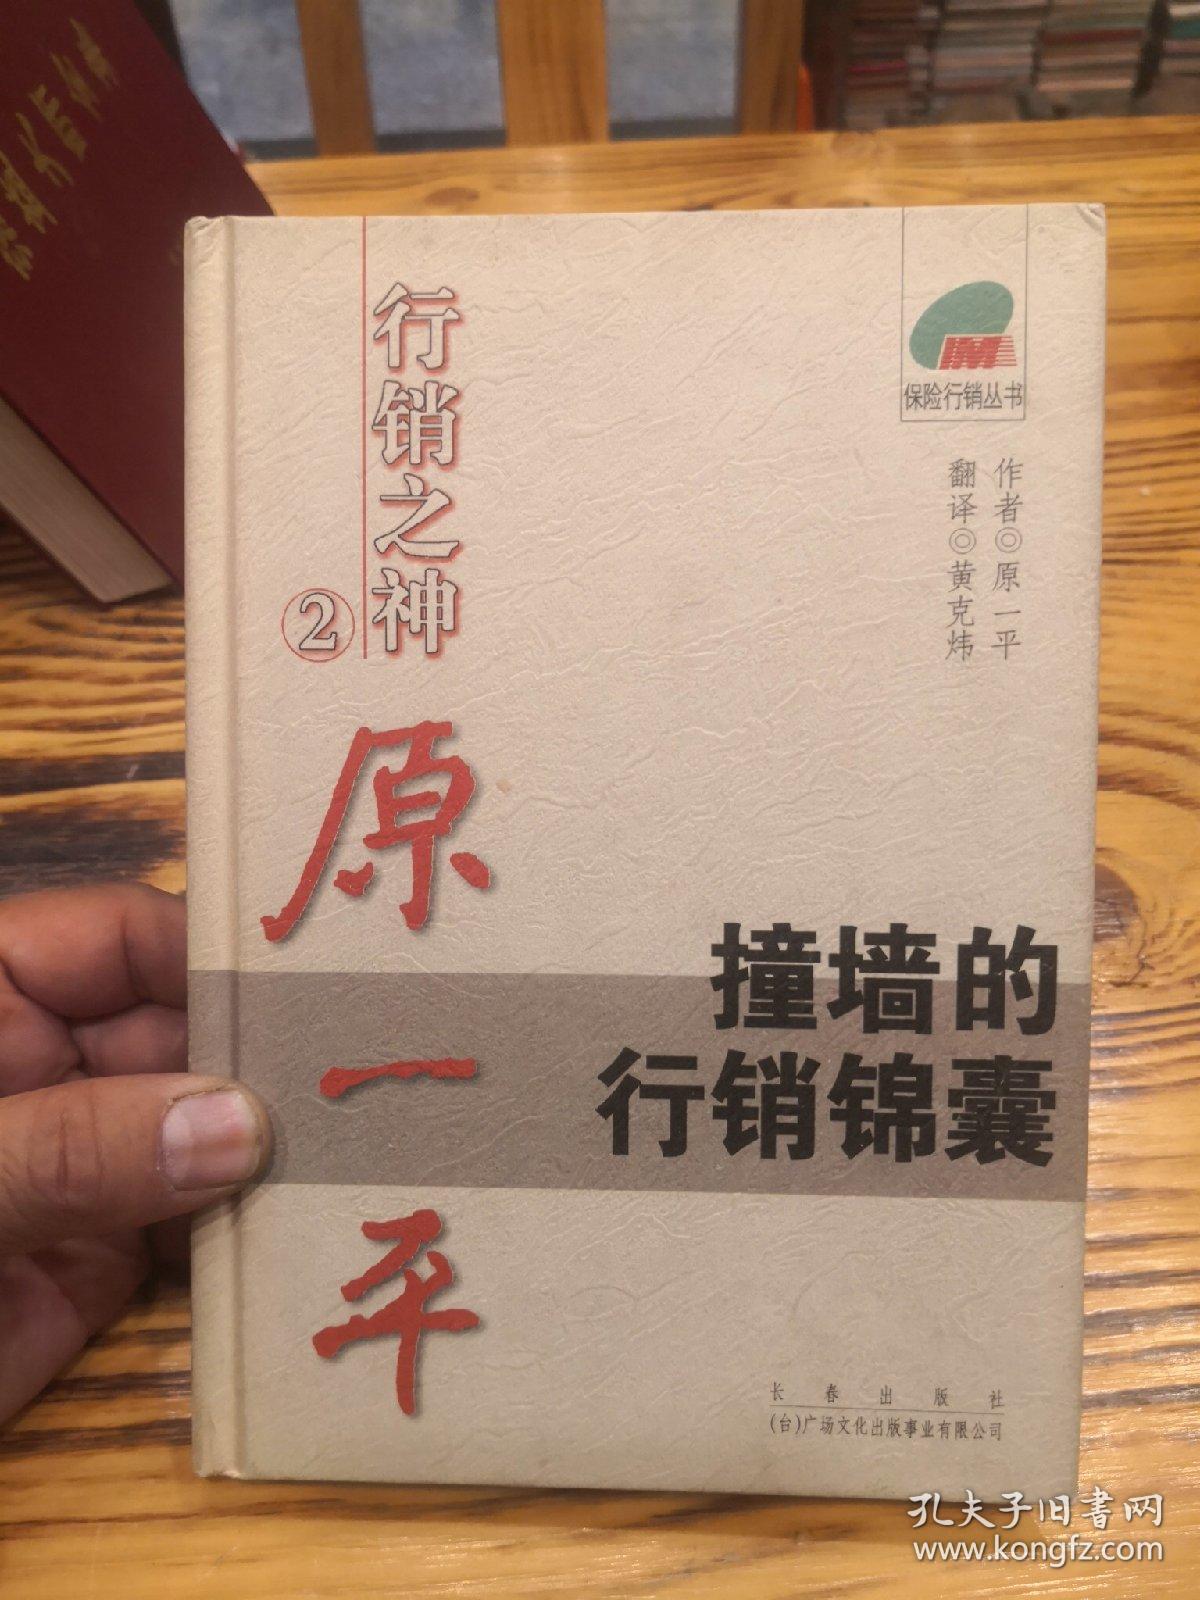 行销之神
②
原一平
IMM
保险行销丛书
作者◎原一平
翻译◎黄克炜
撞墙的
行销锦囊
长春出版社
(台)广场文化出版事业有限公司
孔夫子旧书网
www.kongfz.com